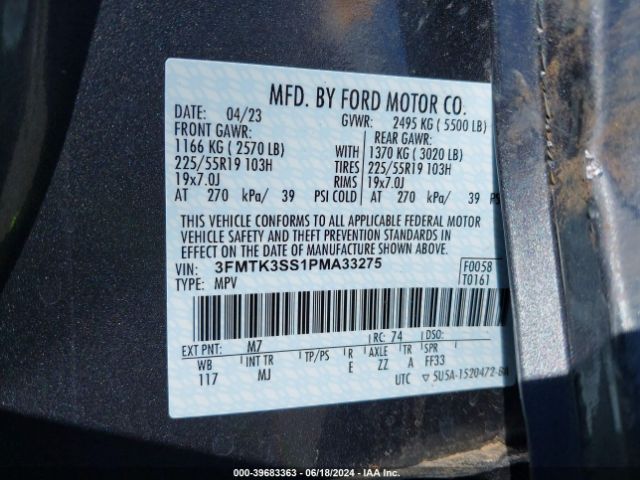 MFD. BY FORD MOTOR CO.
DATE: 04/23 GVWR: 2495 KG ( 5500 LB)
FRONT GAWR: REAR GAWR:
1166 KG ( 2570 LB) WITH 1370 KG ( 3020 LB)
225/55R19 103H TIRES 225/55R19 103H
19x7.0J RIMS 19x7.0J
AT 270 kPa/ 39 PSI COLD AT 270 kPa/ 39 PS
THIS VEHICLE CONFORMS TO ALL APPLICABLE FEDERAL MOTOR
VEHICLE SAFETY AND THEFT PREVENTION STANDARDS IN
EFFECT ON THE DATE OF MANUFACTURE SHOWN ABOVE.
VIN: 3FMTK3SS1PMA33275 F0058
TYPE: MPV T0161
EXT PNT: M7 RC: 74 DSO:
WB INT TR TP/PS R AXLE TR SPR
117 MJ E ZZ A FF33
UTC ▽ 5U5A-1520472-BA
000-39683363 - 06/18/2024 - IAA Inc.